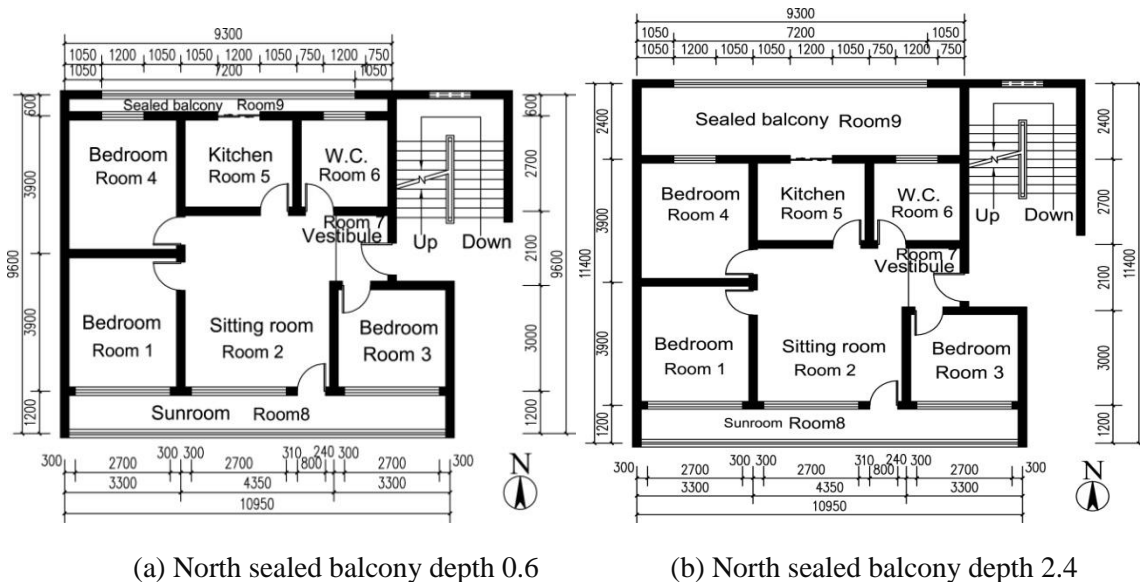 9300
1050 7200
1050 1200 1050 1050 1200 1050 750 1200 750
9300
1050 1200 1050 1050 1200 1050 750 1200 750
1050 7200 1050
600
3900
3900
1200
9600
Sealed balcony Room9
Bedroom
Room 4
Kitchen
Room 5
W.C.
Room 6
Room 7
Vestibule
N
Up Down
Bedroom
Room 1
Sitting room
Room 2
Bedroom
Room 3
Sunroom Room8
600
2700
2100
3000
1200
9600
300 2700 300 300 2700 310 800 240 2700 300
3300 4350 3300
10950
N
2400
3900
3900
1200
11400
Sealed balcony Room9
Bedroom
Room 4
Kitchen
Room 5
W.C.
Room 6
Room 7
Vestibule
N
Up Down
Bedroom
Room 1
Sitting room
Room 2
Bedroom
Room 3
Sunroom Room8
2400
2700
2100
3000
1200
11400
300 2700 300 300 2700 310 800 240 2700 300
3300 4350 3300
10950
N
(a) North sealed balcony depth 0.6
(b) North sealed balcony depth 2.4